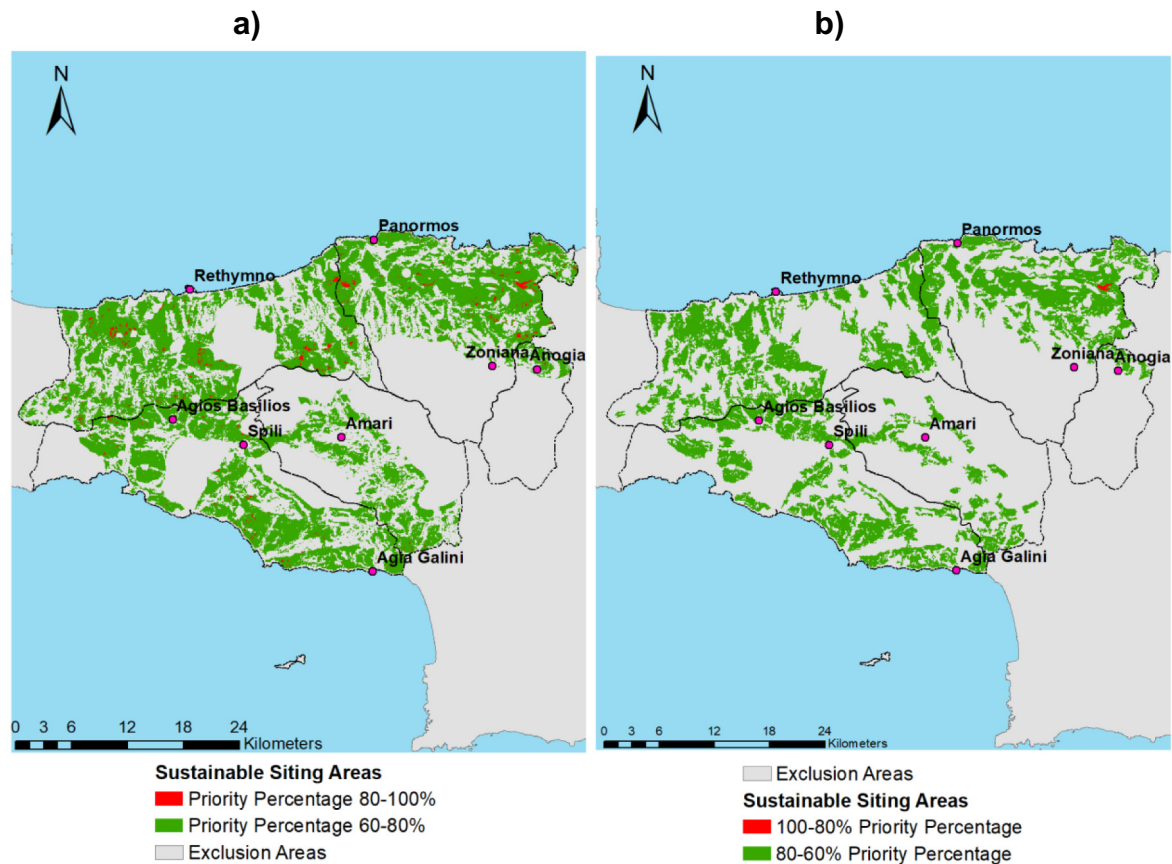 a)
N
Panormos
Rethymno
Zoniana
Anogia
Agios Basilios
Spili
Amari
Agia Galini
0 3 6 12 18 24
Kilometers
Sustainable Siting Areas
Priority Percentage 80-100%
Priority Percentage 60-80%
Exclusion Areas
b)
N
Panormos
Rethymno
Zoniana
Anogia
Agios Basilios
Spili
Amari
Agia Galini
0 3 6 12 18 24
Kilometers
Exclusion Areas
Sustainable Siting Areas
100-80% Priority Percentage
80-60% Priority Percentage